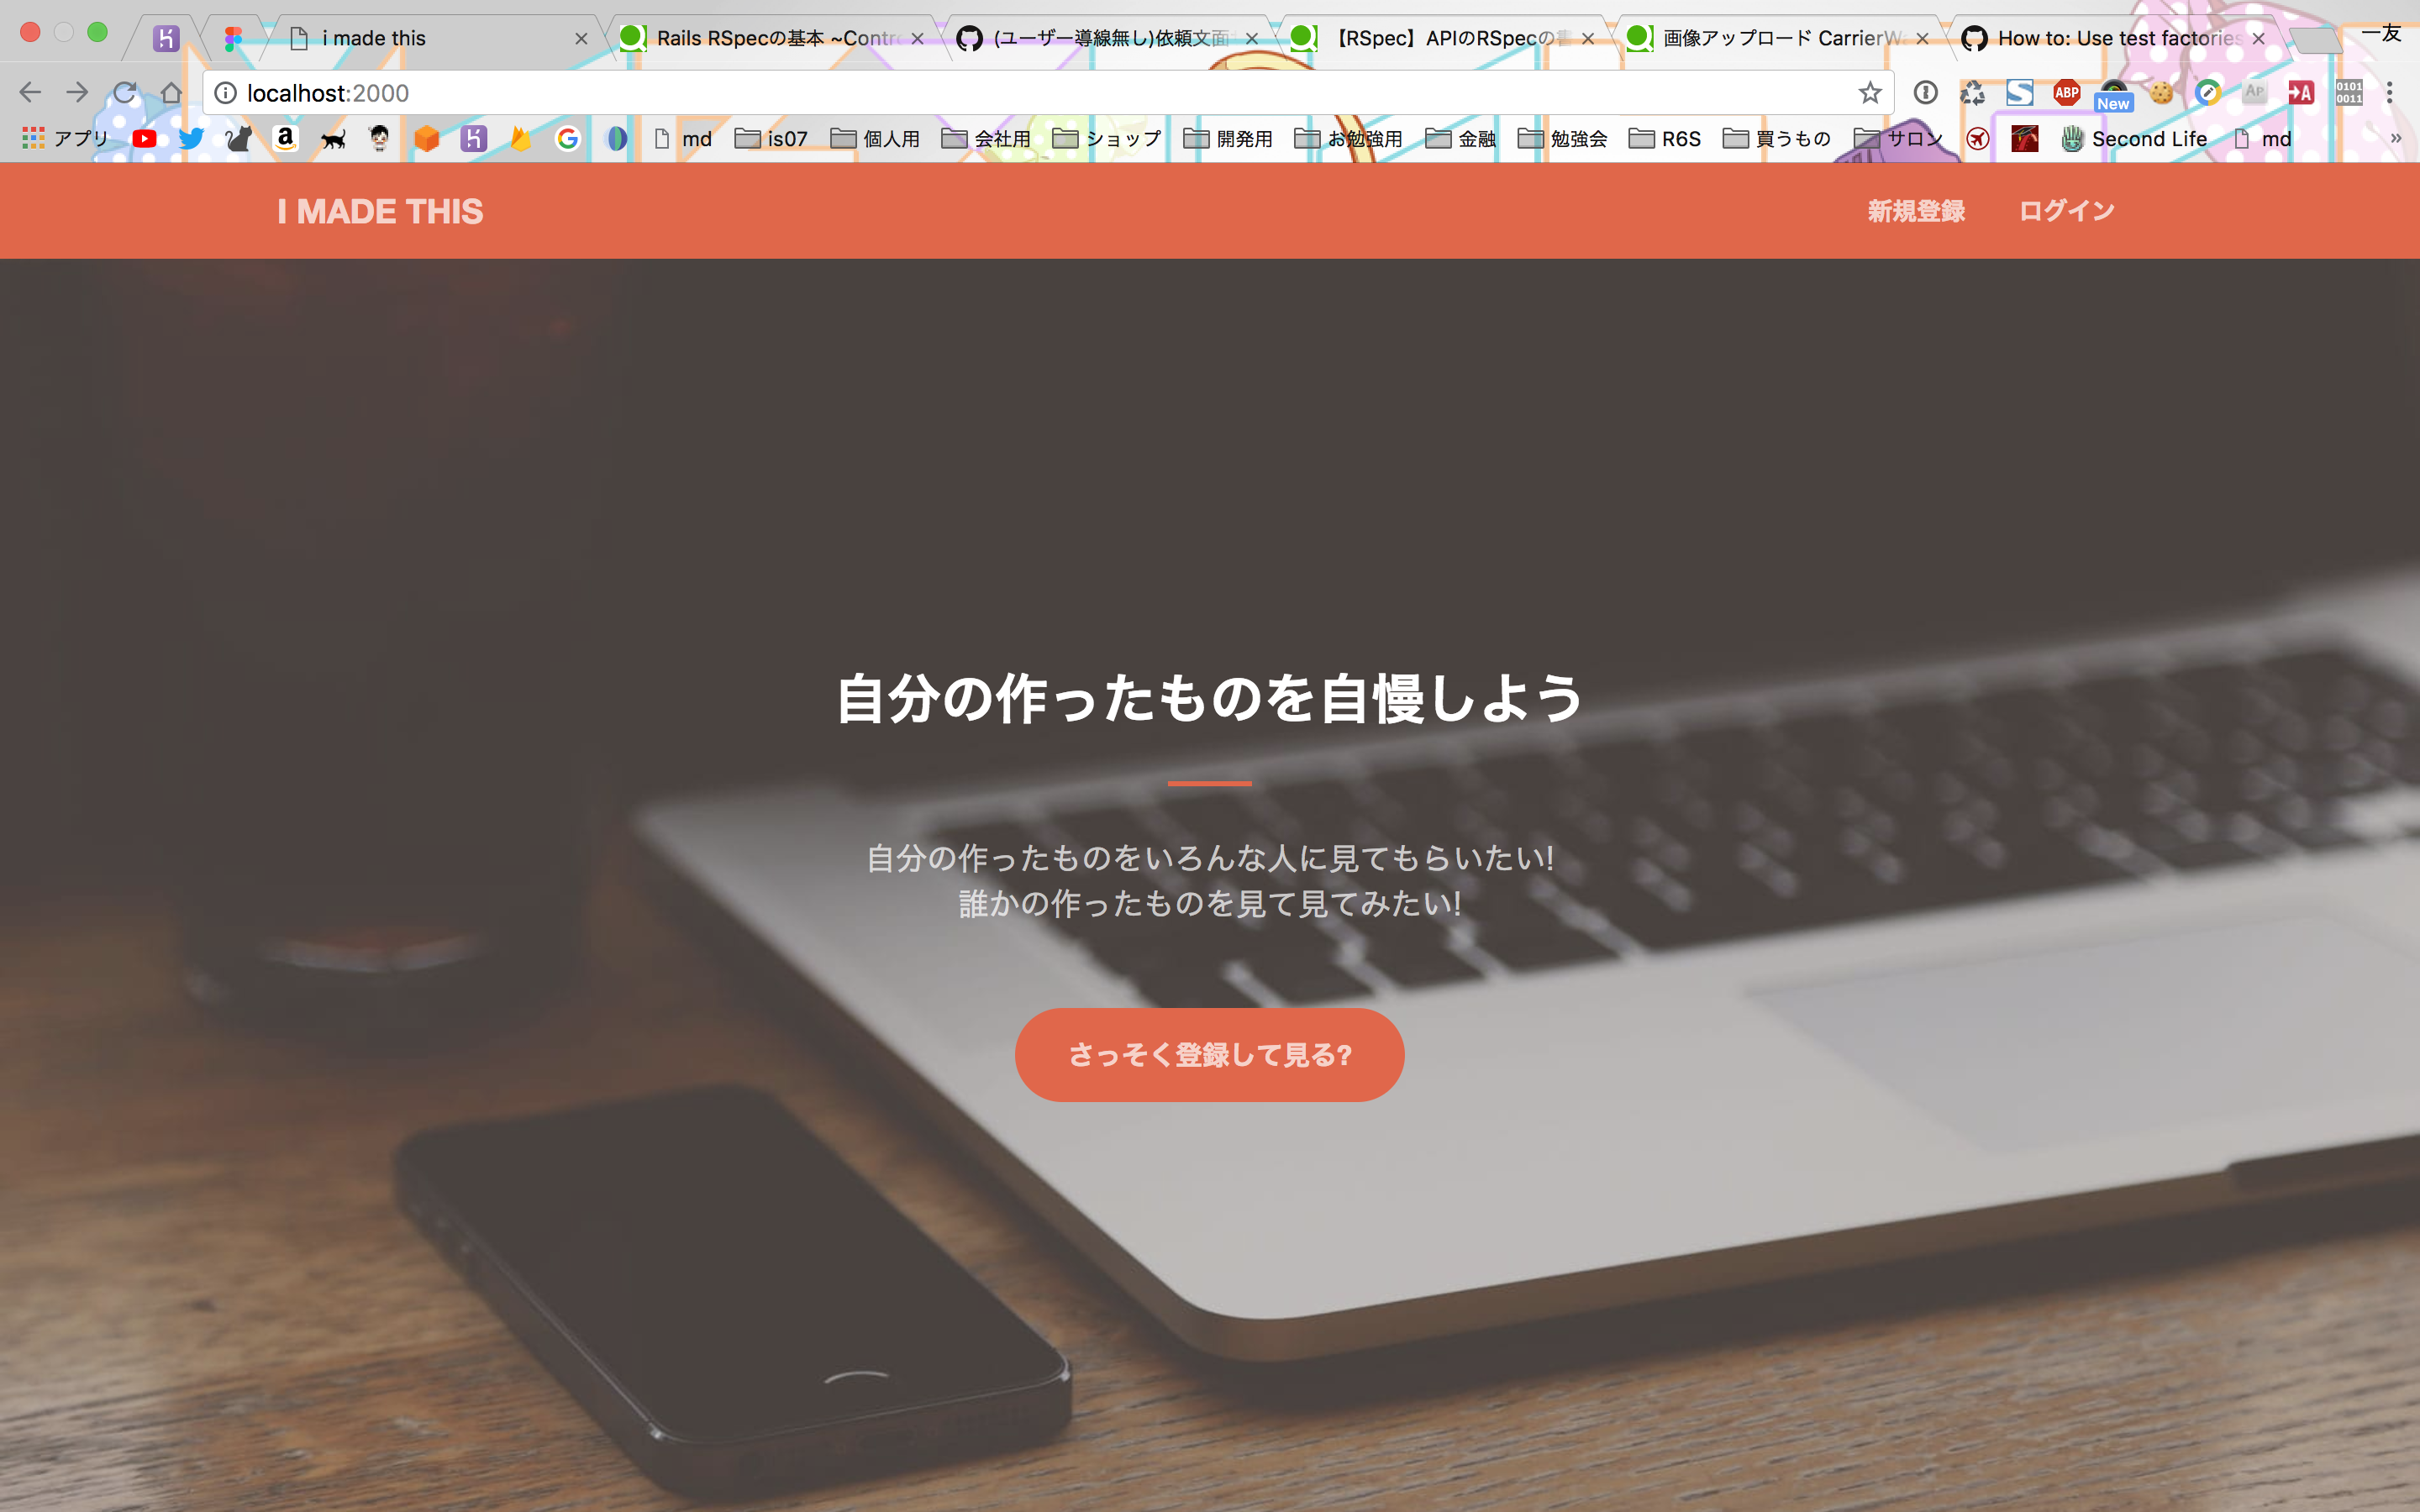 i made this
Rails RSpecの基本 ~Contr
(ユーザー導線無し)依頼文面
【RSpec】APIのRSpecの書
画像アップロード CarrierW
How to: Use test factories
一友
localhost:2000
ABP
New
AP
A
0101
0011
アプリ
md
is07
個人用
会社用
ショップ
開発用
お勉強用
金融
勉強会
R6S
買うもの
サロン
Second Life
md
»
I MADE THIS
新規登録
ログイン
自分の作ったものを自慢しよう
自分の作ったものをいろんな人に見てもらいたい!
誰かの作ったものを見て見てみたい!
さっそく登録して見る?